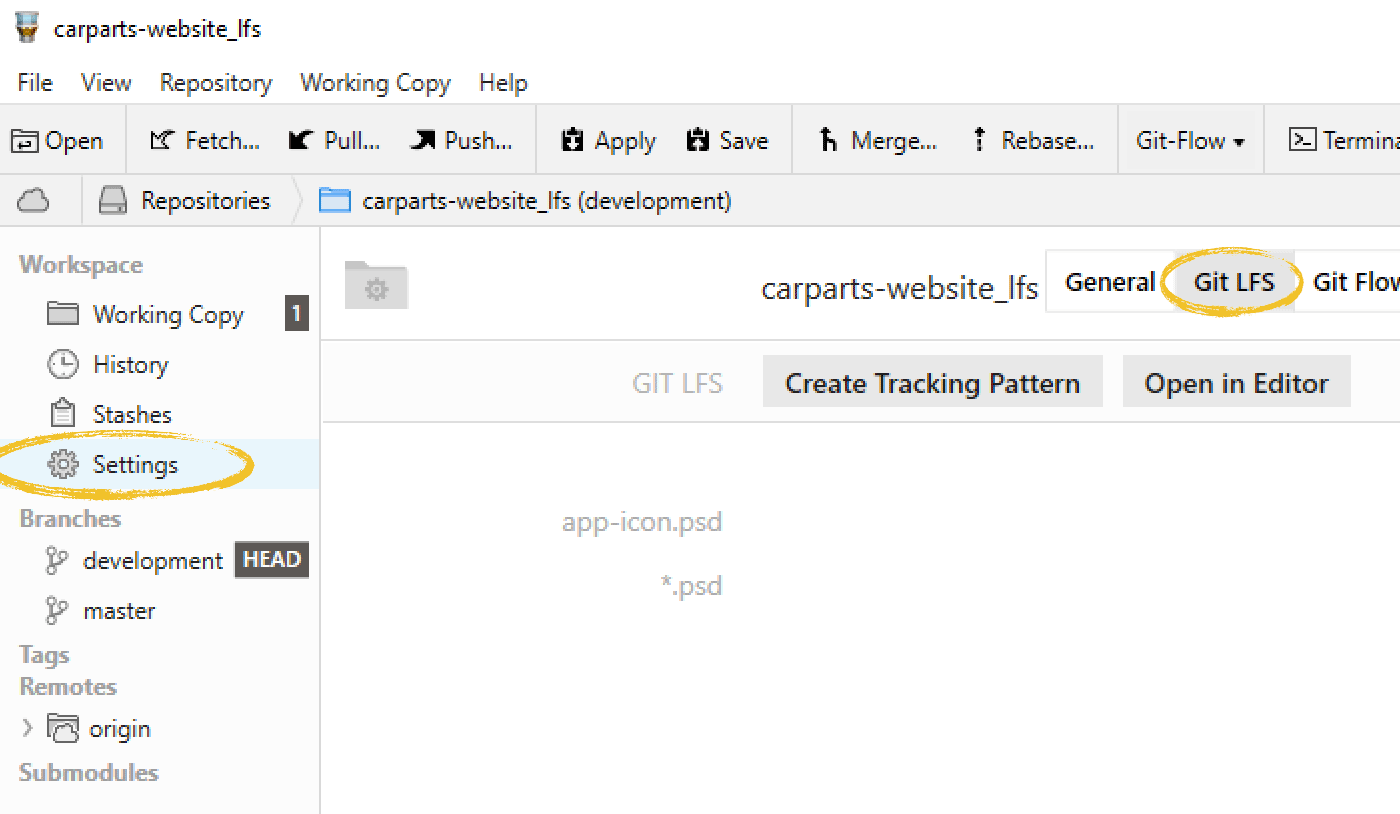 carparts-website_lfs
File View Repository Working Copy Help
Open Fetch... Pull... Push... Apply Save Merge... Rebase... Git-Flow Termina
Repositories carparts-website_lfs (development)
Workspace
Working Copy 1
History
Stashes
Settings
Branches
development HEAD
master
Tags
Remotes
origin
Submodules
carparts-website_lfs General Git LFS Git Flow
GIT LFS Create Tracking Pattern Open in Editor
app-icon.psd
*.psd